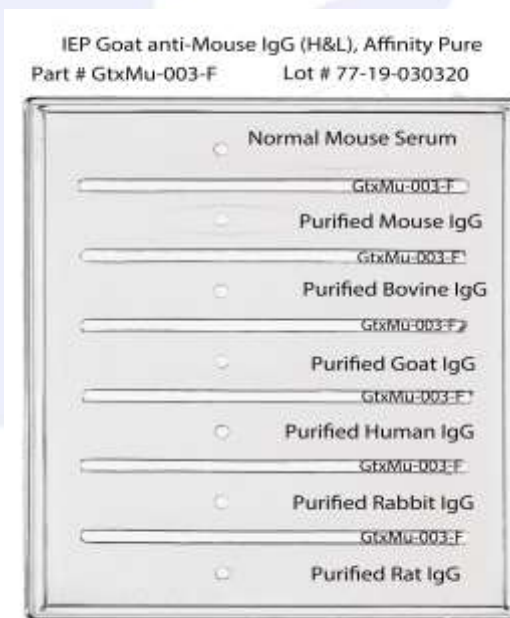 IEP Goat anti-Mouse IgG (H&L), Affinity Pure
Part # GtxMu-003-F Lot # 77-19-030320
Normal Mouse Serum
GtxMu-003-F
Purified Mouse IgG
GtxMu-003-F
Purified Bovine IgG
GtxMu-003-F
Purified Goat IgG
GtxMu-003-F
Purified Human IgG
GtxMu-003-F
Purified Rabbit IgG
GtxMu-003-F
Purified Rat IgG